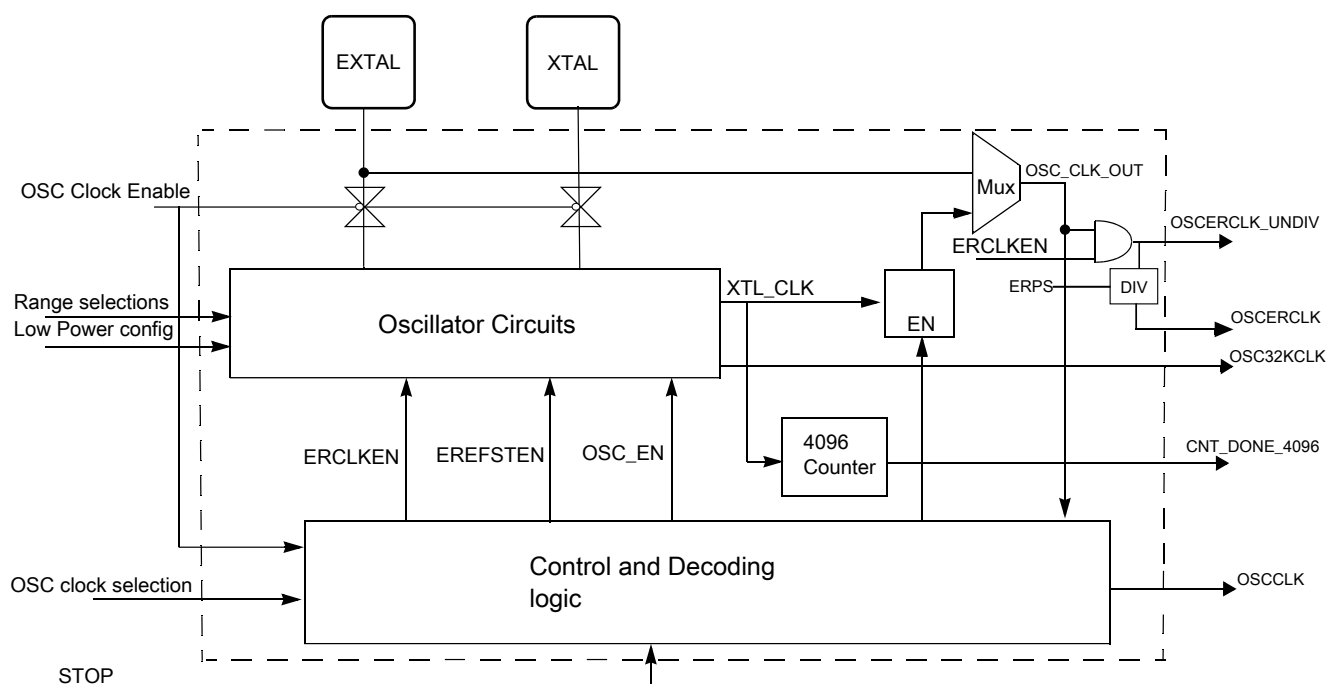 EXTAL
XTAL
OSC Clock Enable
Mux
OSC_CLK_OUT
OSCERCLK_UNDIV
ERCLKEN
Range selections
XTL_CLK
ERPS
DIV
Low Power config
Oscillator Circuits
EN
OSCERCLK
OSC32KCLK
ERCLKEN
EREFSTEN
OSC_EN
4096
Counter
CNT_DONE_4096
Control and Decoding
logic
OSC clock selection
OSCCLK
STOP